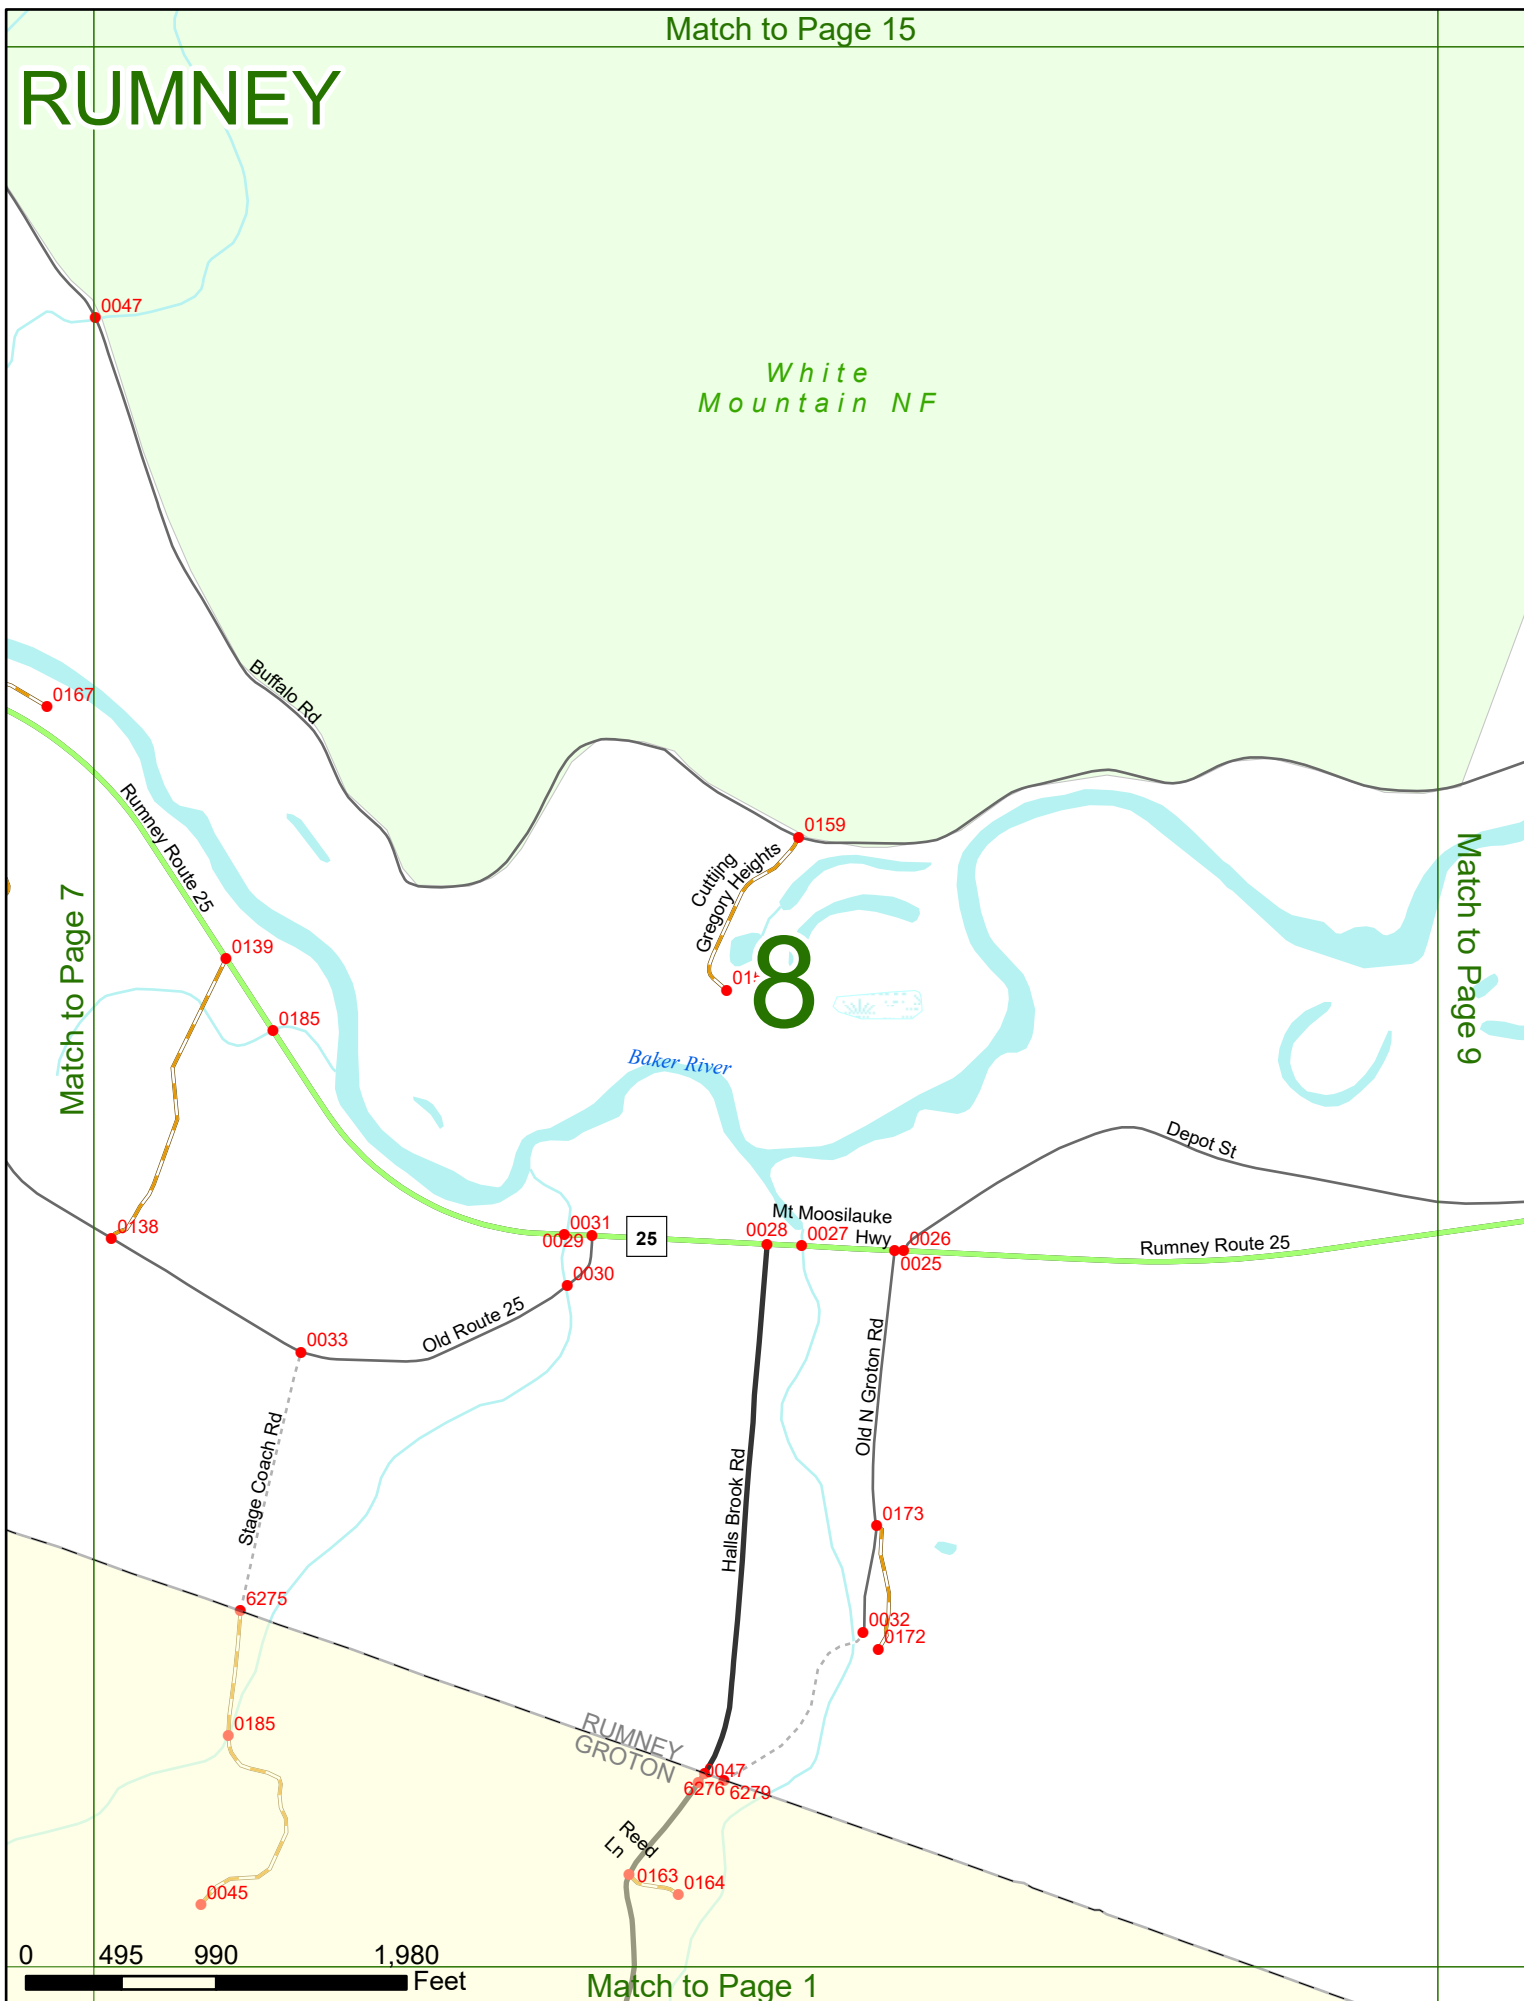 Match to Page 15
RUMNEY
0047
White
Mountain NF
Buffalo Rd
0167
Rumney Route 25
0159
Cuttijng
Gregory Heights
Match to Page 7
Match to Page 9
0139
8
0185
Baker River
Depot St
0138
0031
0029
25
0028
Mt Moosilauke
Hwy
0027
0026
0025
Rumney Route 25
0030
0033
Old Route 25
Old N Groton Rd
Stage Coach Rd
Halls Brook Rd
0173
6275
0032
0172
0185
RUMNEY
GROTON
0047
6276
6279
Reed
Ln
0163
0164
0045
0 495 990 1,980
Feet
Match to Page 1